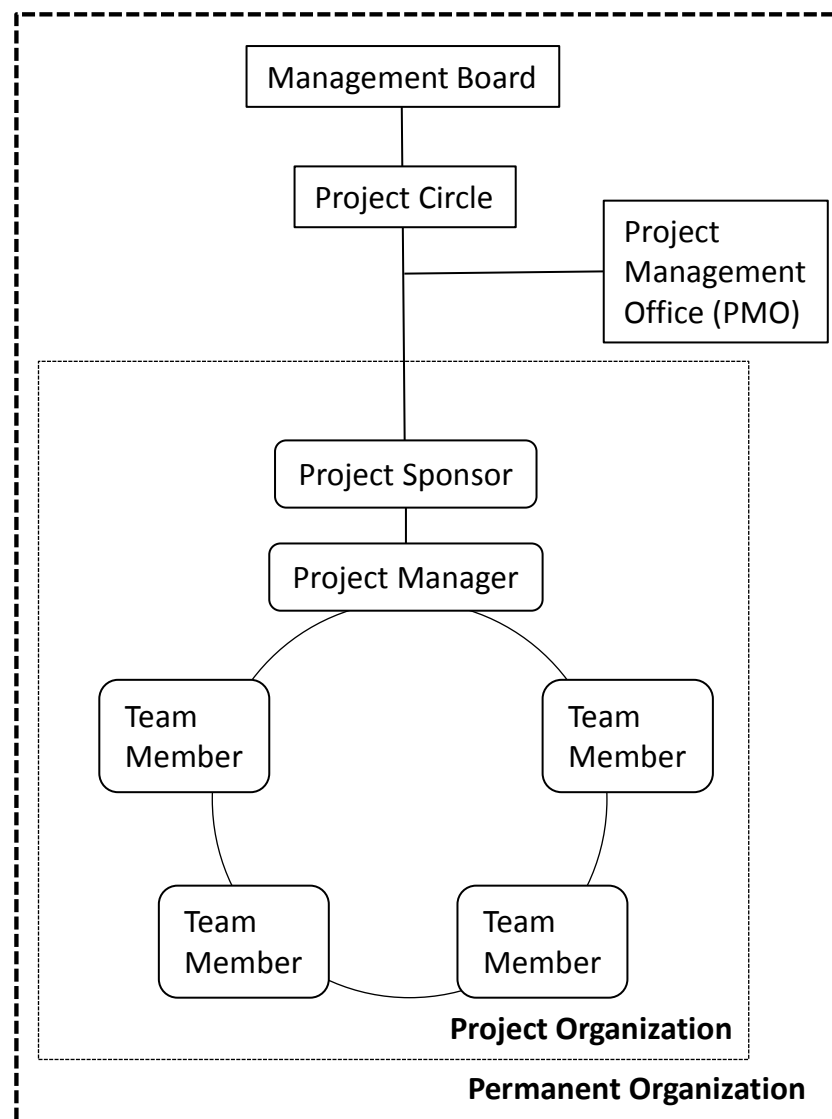 Management Board
Project Circle
Project
Management
Office (PMO)
Project Sponsor
Project Manager
Team
Member
Team
Member
Team
Member
Team
Member
Project Organization
Permanent Organization